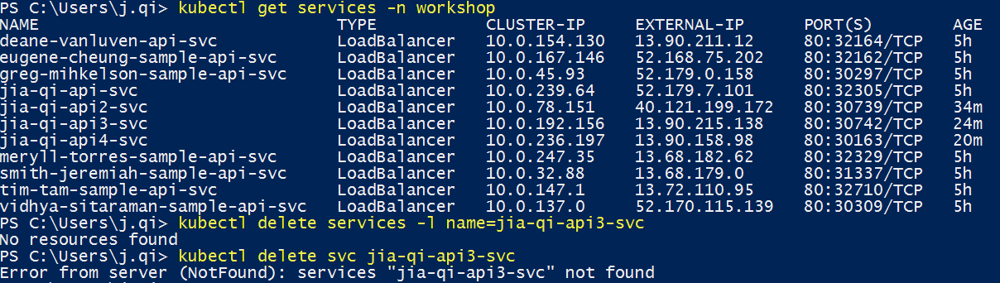 PS C:\Users\j.qi> kubectl get services -n workshop
NAME TYPE CLUSTER-IP EXTERNAL-IP PORT(S) AGE
deane-vanluven-api-svc LoadBalancer 10.0.154.130 13.90.211.12 80:32164/TCP 5h
eugene-cheung-sample-api-svc LoadBalancer 10.0.167.146 52.168.75.202 80:32162/TCP 5h
greg-mihkelson-sample-api-svc LoadBalancer 10.0.45.93 52.179.0.158 80:30297/TCP 5h
jia-qi-api-svc LoadBalancer 10.0.239.64 52.179.7.101 80:32305/TCP 5h
jia-qi-api2-svc LoadBalancer 10.0.78.151 40.121.199.172 80:30739/TCP 34m
jia-qi-api3-svc LoadBalancer 10.0.192.156 13.90.215.138 80:30742/TCP 24m
jia-qi-api4-svc LoadBalancer 10.0.236.197 13.90.158.98 80:30163/TCP 20m
meryll-torres-sample-api-svc LoadBalancer 10.0.247.35 13.68.182.62 80:32329/TCP 5h
smith-jeremiah-sample-api-svc LoadBalancer 10.0.32.88 13.68.179.0 80:31337/TCP 5h
tim-tam-sample-api-svc LoadBalancer 10.0.147.1 13.72.110.95 80:32710/TCP 5h
vidhya-sitaraman-sample-api-svc LoadBalancer 10.0.137.0 52.170.115.139 80:30309/TCP 5h
PS C:\Users\j.qi> kubectl delete services -l name=jia-qi-api3-svc
No resources found
PS C:\Users\j.qi> kubectl delete svc jia-qi-api3-svc
Error from server (NotFound): services "jia-qi-api3-svc" not found